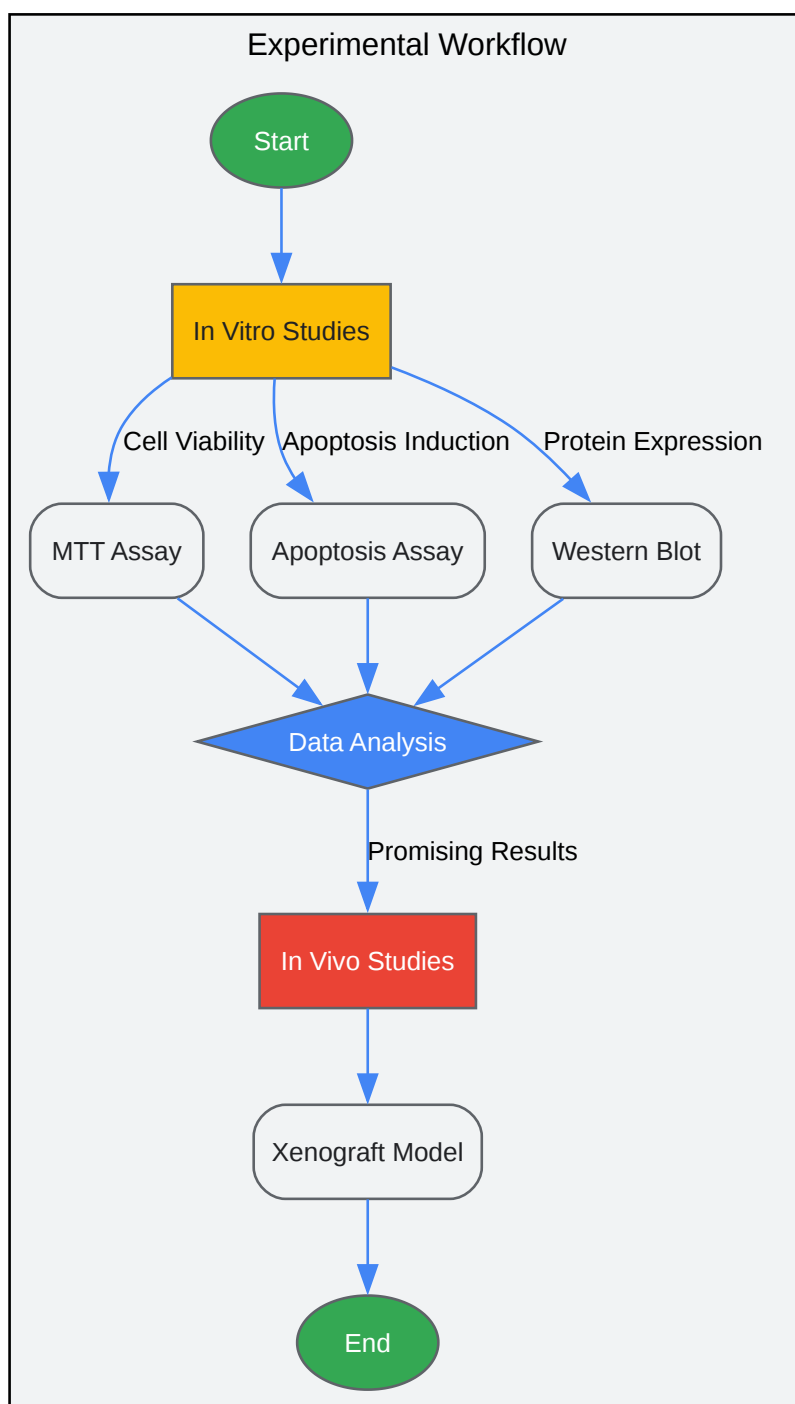 Experimental Workflow
Start
In Vitro Studies
Cell Viability
Apoptosis Induction
Protein Expression
MTT Assay
Apoptosis Assay
Western Blot
Data Analysis
Promising Results
In Vivo Studies
Xenograft Model
End